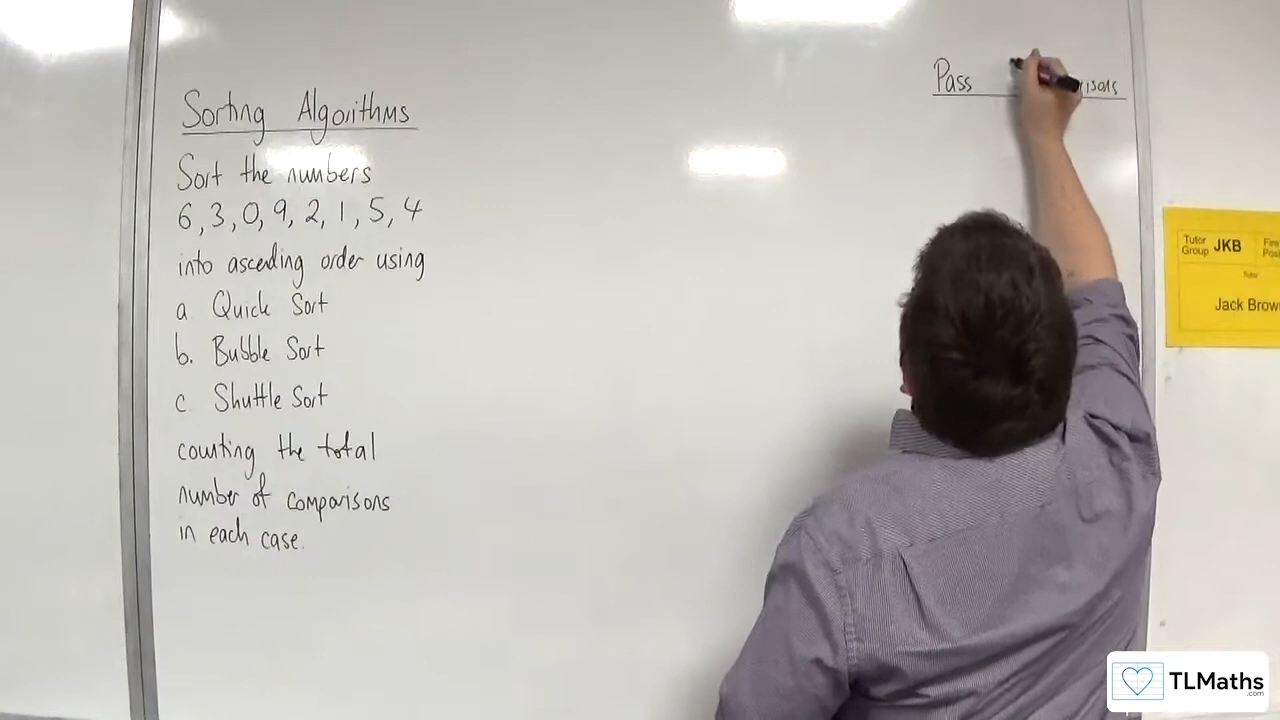 Sorting Algorithms
Sort the numbers
6, 3, 0, 9, 2, 1, 5, 4
into ascending order using
a Quick Sort
b. Bubble Sort
c. Shuttle Sort
counting the total
number of comparisons
in each case.
Pass
Tutor Group JKB
Tutor
Jack Brow
TLMaths
.com